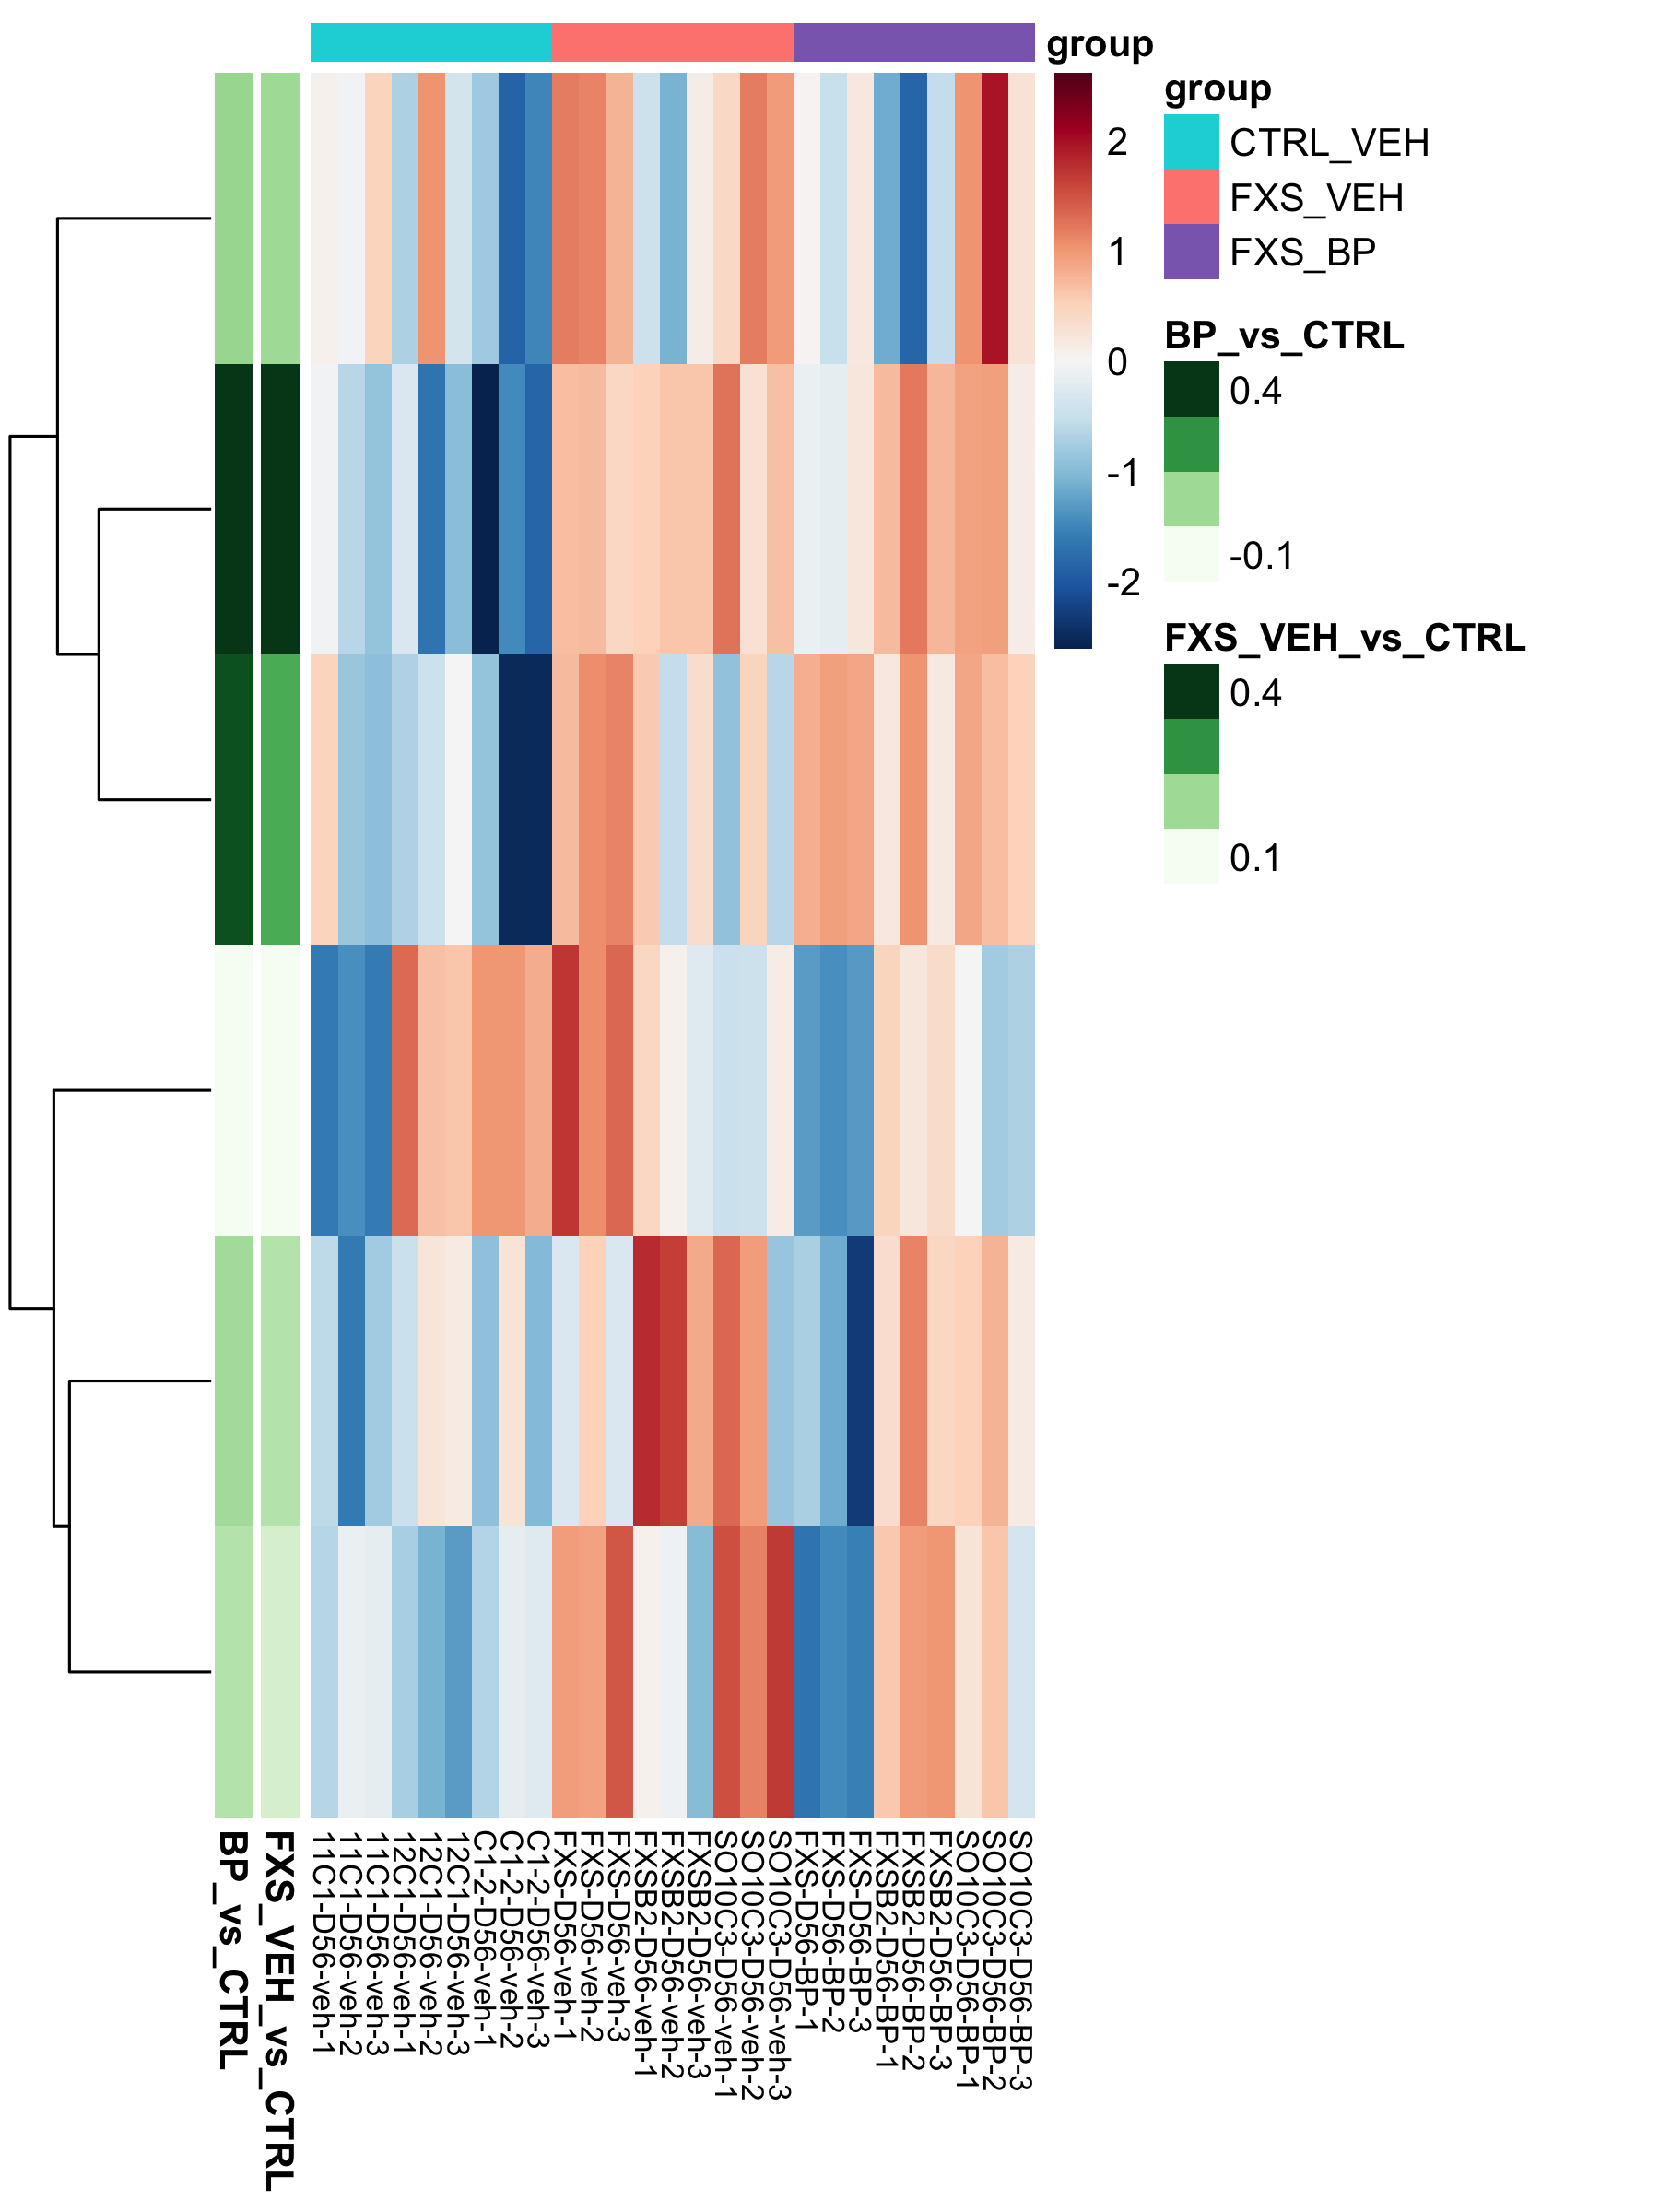 group
2
1
0
-1
-2
group
CTRL_VEH
FXS_VEH
FXS_BP
BP_vs_CTRL
0.4
-0.1
FXS_VEH_vs_CTRL
0.4
0.1
BP_vs_CTRL
FXS_VEH_vs_CTRL
11C1-D56-veh-1
11C1-D56-veh-2
11C1-D56-veh-3
12C1-D56-veh-1
12C1-D56-veh-2
12C1-D56-veh-3
C1-2-D56-veh-1
C1-2-D56-veh-2
C1-2-D56-veh-3
FXS-D56-veh-1
FXS-D56-veh-2
FXS-D56-veh-3
FXSB2-D56-veh-1
FXSB2-D56-veh-2
FXSB2-D56-veh-3
SO10C3-D56-veh-1
SO10C3-D56-veh-2
SO10C3-D56-veh-3
FXS-D56-BP-1
FXS-D56-BP-2
FXS-D56-BP-3
FXSB2-D56-BP-1
FXSB2-D56-BP-2
FXSB2-D56-BP-3
SO10C3-D56-BP-1
SO10C3-D56-BP-2
SO10C3-D56-BP-3